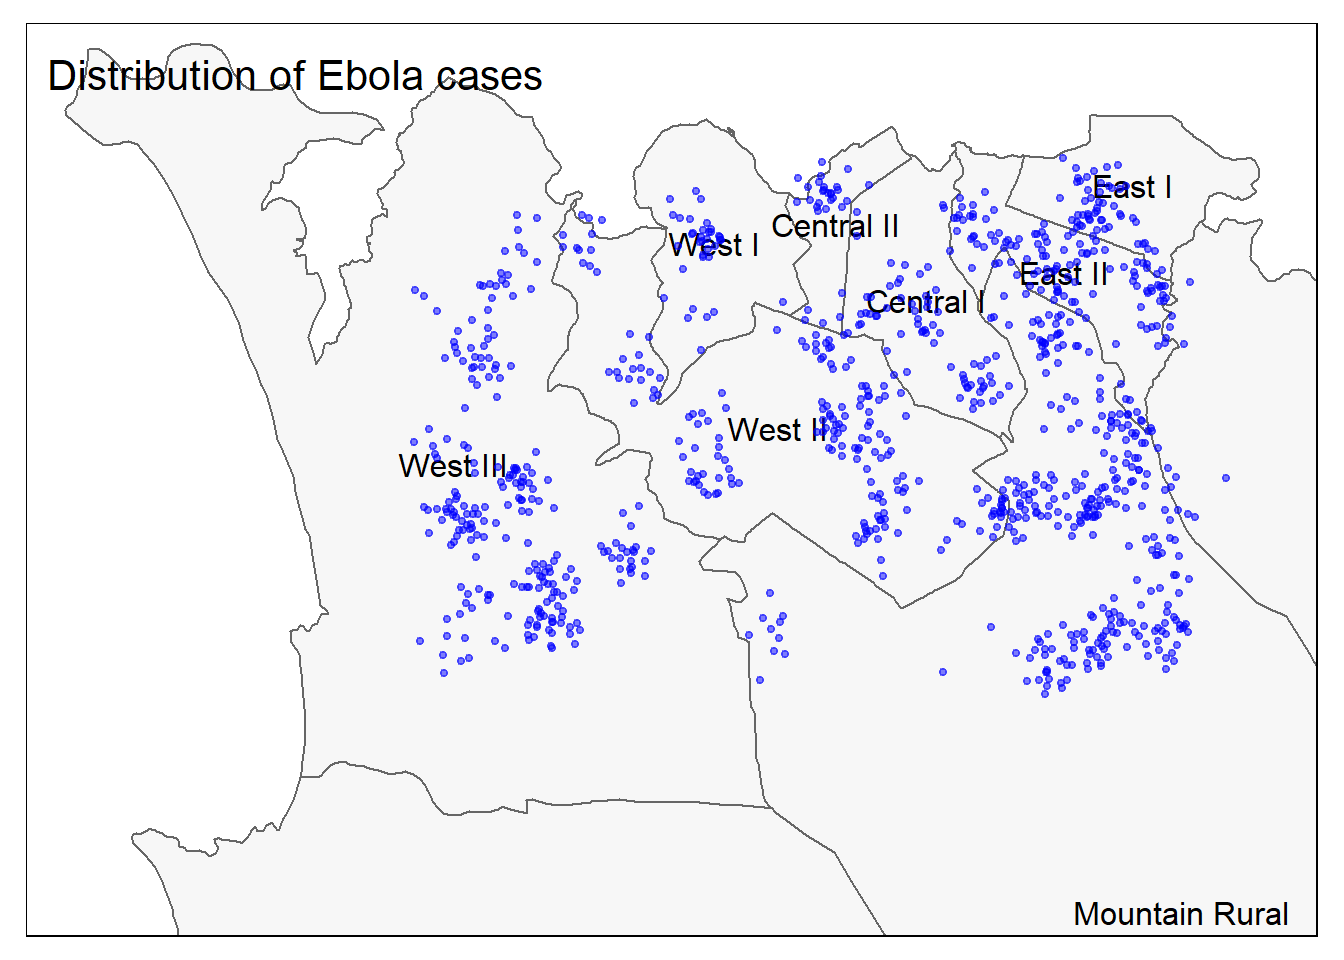 Distribution of Ebola cases
East I
Central II
West I
East II
Central I
West II
West III
Mountain Rural